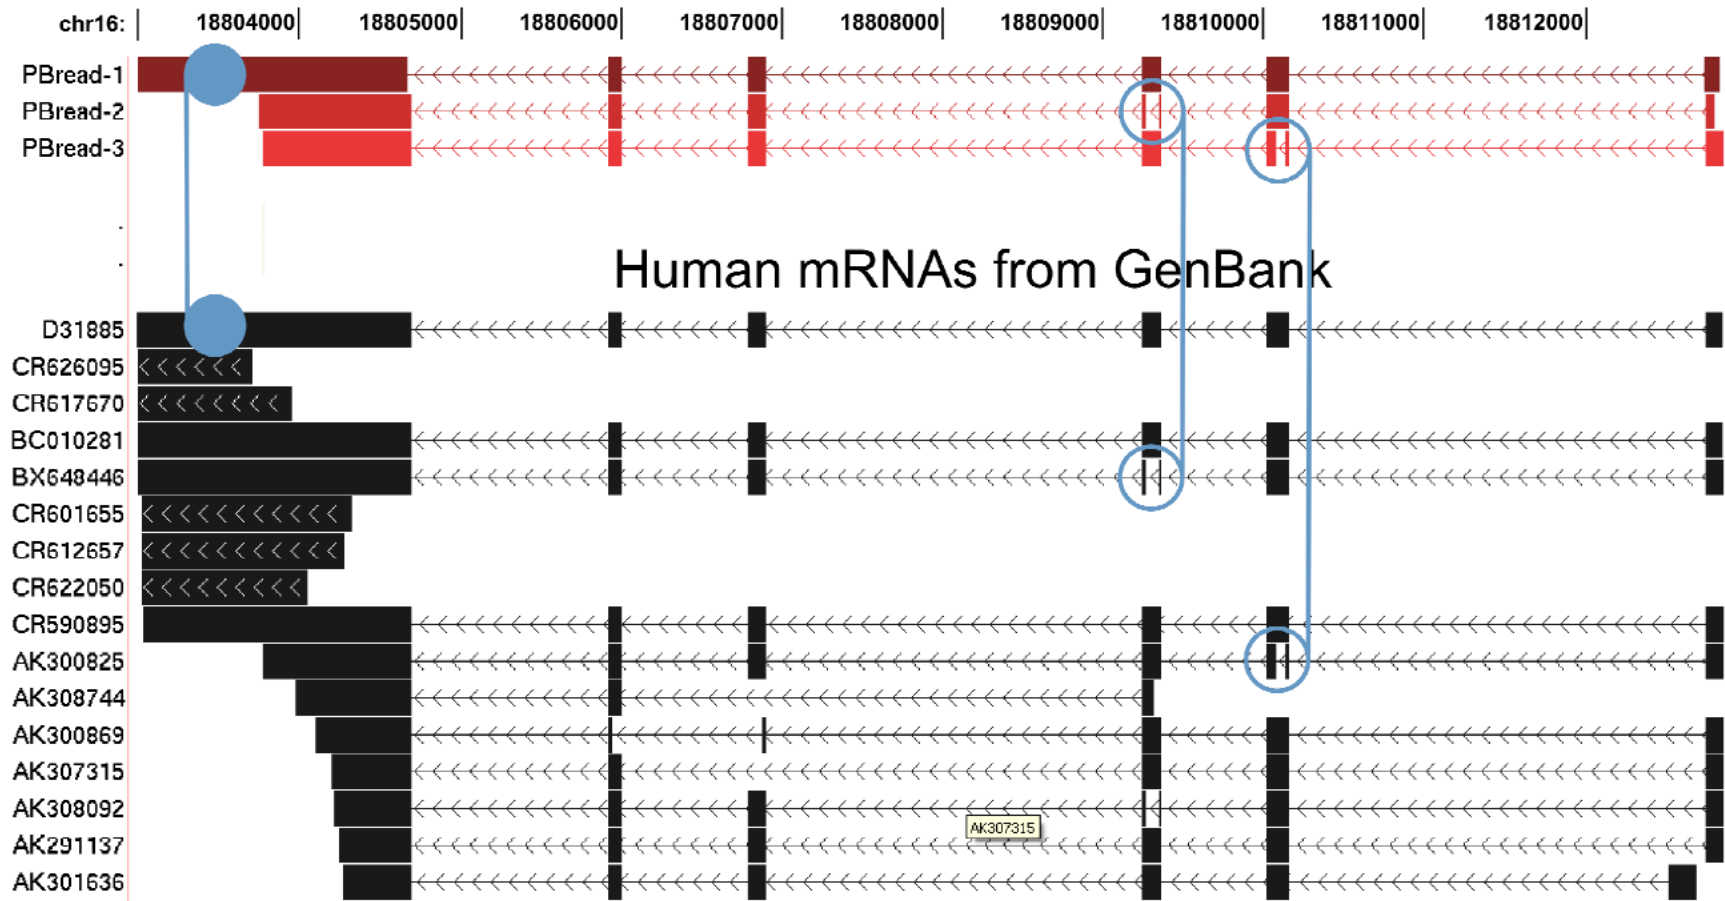 chr16: 18804000 18805000 18806000 18807000 18808000 18809000 18810000 18811000 18812000
PBread-1
PBread-2
PBread-3
.
.
Human mRNAs from GenBank
D31885
CR626095
CR617670
BC010281
BX648446
CR601655
CR612657
CR622050
CR590895
AK300825
AK308744
AK300869
AK307315
AK308092
AK307315
AK291137
AK301636